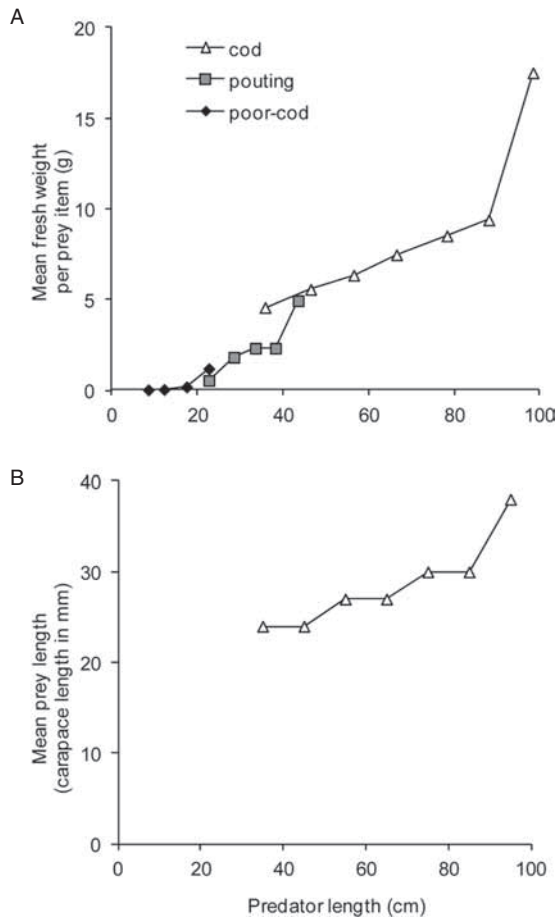 A
20
15
10
5
0
Mean fresh weight
per prey item (g)
cod
pouting
poor-cod
0 20 40 60 80 100
B
40
30
20
10
0
Mean prey length
(carapace length in mm)
0 20 40 60 80 100
Predator length (cm)